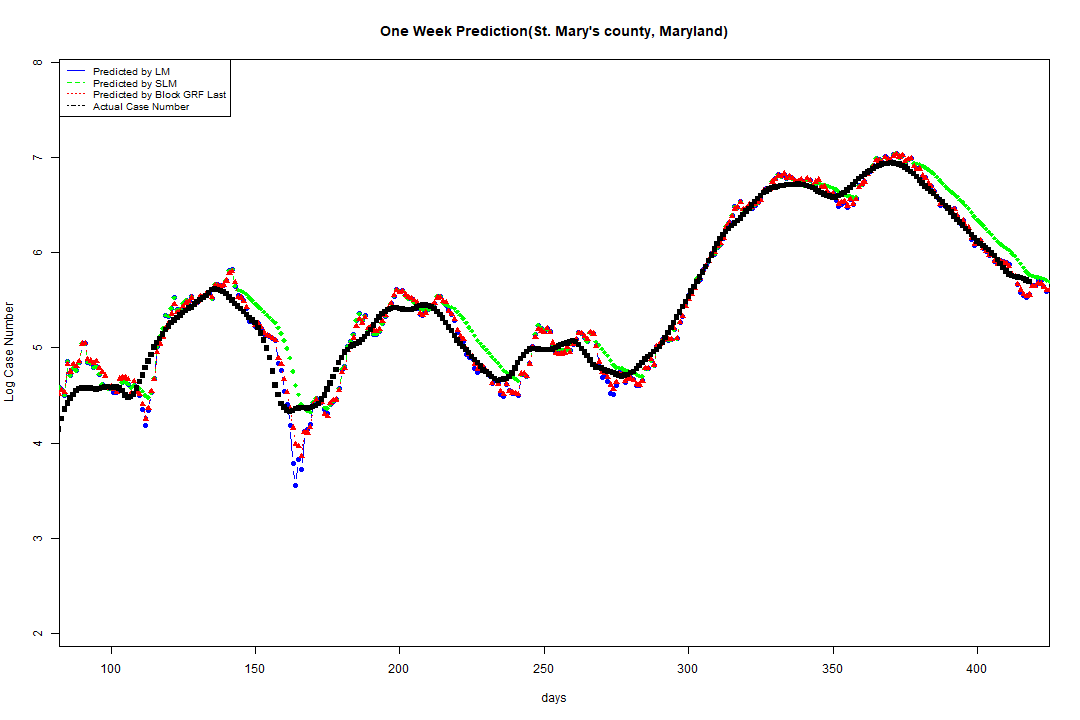 One Week Prediction(St. Mary's county, Maryland)
Predicted by LM
Predicted by SLM
Predicted by Block GRF Last
Actual Case Number
8
7
6
5
4
3
2
Log Case Number
100 150 200 250 300 350 400
days